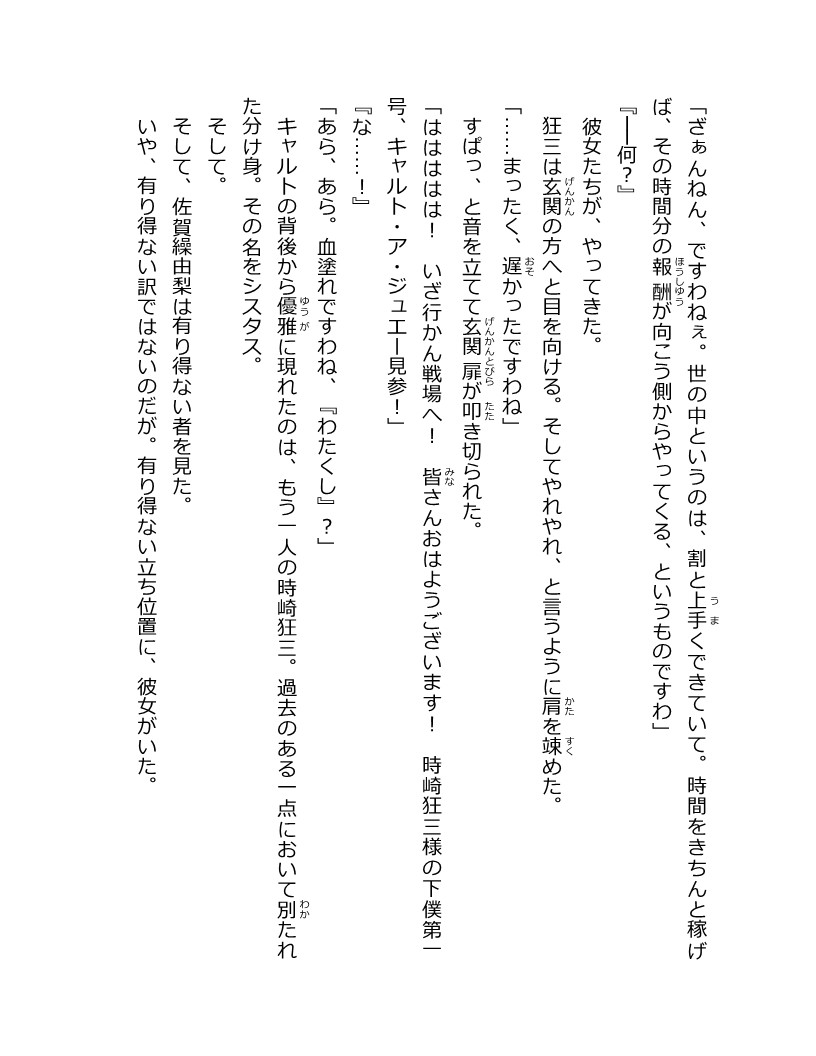 「ざぁんねん、ですわねぇ。世の中というのは、割と上手くできていて。時間をきちんと稼げ
ば、その時間分の報酬が向こう側からやってくる、というものですわ」
『──何？』
彼女たちが、やってきた。
狂三は玄関の方へと目を向ける。そしてやれやれ、と言うように肩を竦めた。
「……まったく、遅かったですわね」
すぱっ、と音を立てて玄関扉が叩き切られた。
「はははははは！　いざ行かん戦場へ！　皆さんおはようございます！　時崎狂三様の下僕第一
号、キャルト・ア・ジュエー見参！」
『な……！』
「あら、あら。血塗れですわね、『わたくし』？」
キャルトの背後から優雅に現れたのは、もう一人の時崎狂三。過去のある一点において別たれ
た分け身。その名をシスタス。
そして。
そして、佐賀繰由梨は有り得ない者を見た。
いや、有り得ない訳ではないのだが。有り得ない立ち位置に、彼女がいた。